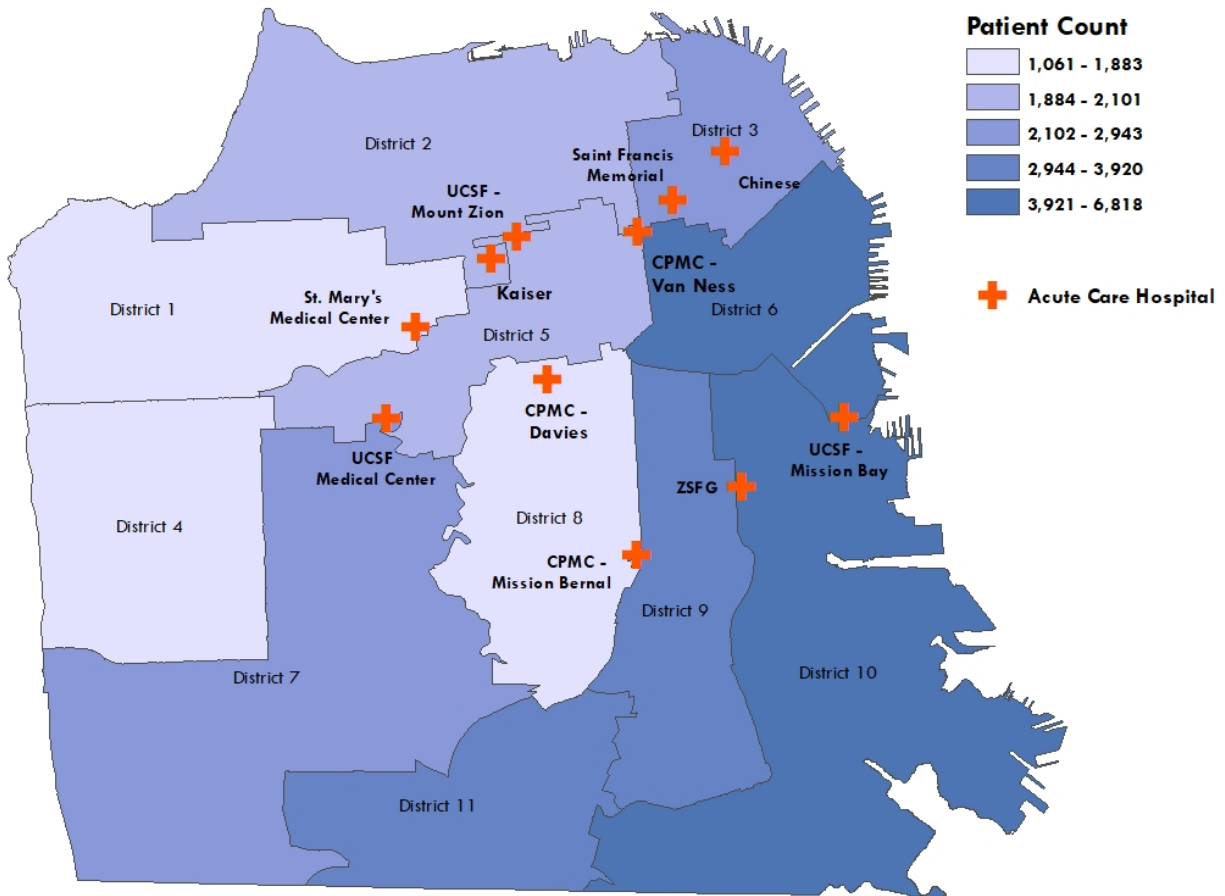 Patient Count
1,061 - 1,883
1,884 - 2,101
2,102 - 2,943
2,944 - 3,920
3,921 - 6,818
Acute Care Hospital
District 2
District 3
Saint Francis
Memorial
Chinese
UCSF -
Mount Zion
CPMC -
Van Ness
Kaiser
St. Mary's
Medical Center
District 1
District 6
District 5
CPMC -
Davies
UCSF
Medical Center
UCSF -
Mission Bay
ZSFG
District 4
District 8
CPMC -
Mission Bernal
District 9
District 7
District 10
District 11